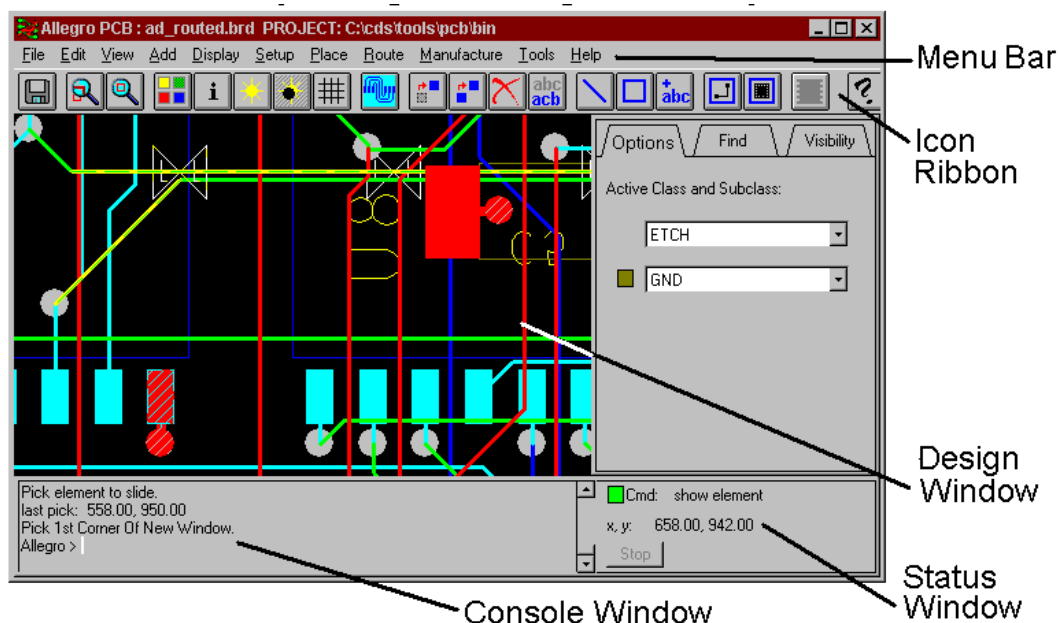 Allegro PCB : ad_routed.brd PROJECT: C:\cds\tools\pcb\bin
File Edit View Add Display Setup Place Route Manufacture Tools Help
Menu Bar
i
abc
acb
+abc
?
Icon
Ribbon
Options Find Visibility
Active Class and Subclass:
ETCH
GND
U8
C3
Design
Window
Pick element to slide.
last pick: 558.00, 950.00
Pick 1st Corner Of New Window.
Allegro >
Cmd: show element
x, y: 658.00, 942.00
Stop
Status
Window
Console Window